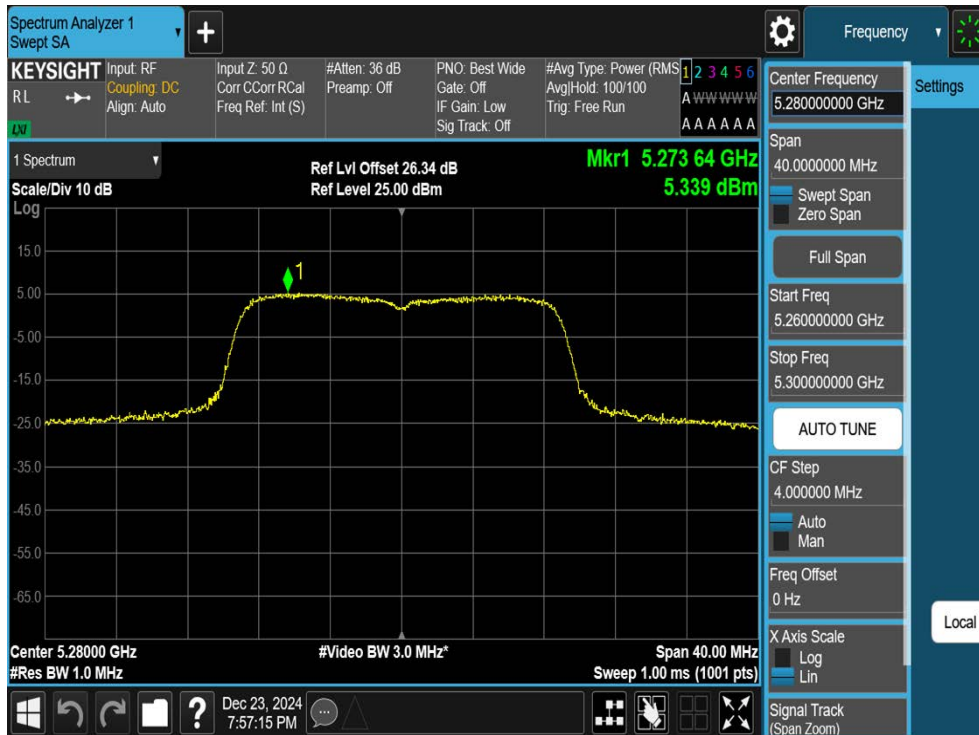 Spectrum Analyzer 1
Swept SA
+
Frequency
KEYSIGHT
R L
LXI
Input: RF
Coupling: DC
Align: Auto
Input Z: 50 Ω
Corr CCorr RCal
Freq Ref: Int (S)
#Atten: 36 dB
Preamp: Off
PNO: Best Wide
Gate: Off
IF Gain: Low
Sig Track: Off
#Avg Type: Power (RMS
Avg|Hold: 100/100
Trig: Free Run
1 2 3 4 5 6
A W W W W W
A A A A A A
1 Spectrum
Scale/Div 10 dB
Log
Ref Lvl Offset 26.34 dB
Ref Level 25.00 dBm
Mkr1 5.273 64 GHz
5.339 dBm
15.0
5.00
-5.00
-15.0
-25.0
-35.0
-45.0
-55.0
-65.0
1
Center 5.28000 GHz
#Res BW 1.0 MHz
#Video BW 3.0 MHz*
Span 40.00 MHz
Sweep 1.00 ms (1001 pts)
Center Frequency
5.280000000 GHz
Settings
Span
40.0000000 MHz
Swept Span
Zero Span
Full Span
Start Freq
5.260000000 GHz
Stop Freq
5.300000000 GHz
AUTO TUNE
CF Step
4.000000 MHz
Auto
Man
Freq Offset
0 Hz
X Axis Scale
Log
Lin
Local
Signal Track
(Span Zoom)
?
Dec 23, 2024
7:57:15 PM